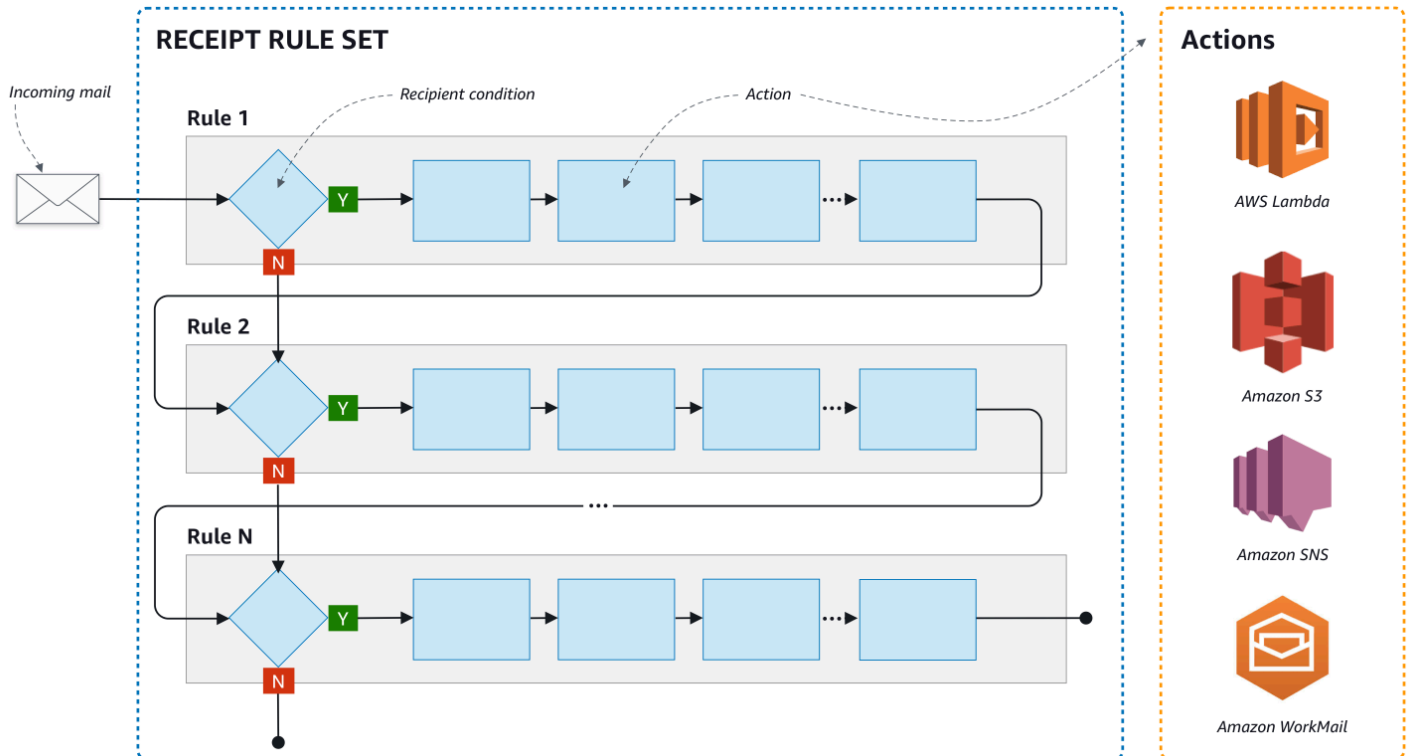 RECEIPT RULE SET
Actions
Incoming mail
Recipient condition
Action
Rule 1
Y
...
N
AWS Lambda
Rule 2
Y
...
N
Amazon S3
...
Rule N
Y
...
N
Amazon SNS
Amazon WorkMail